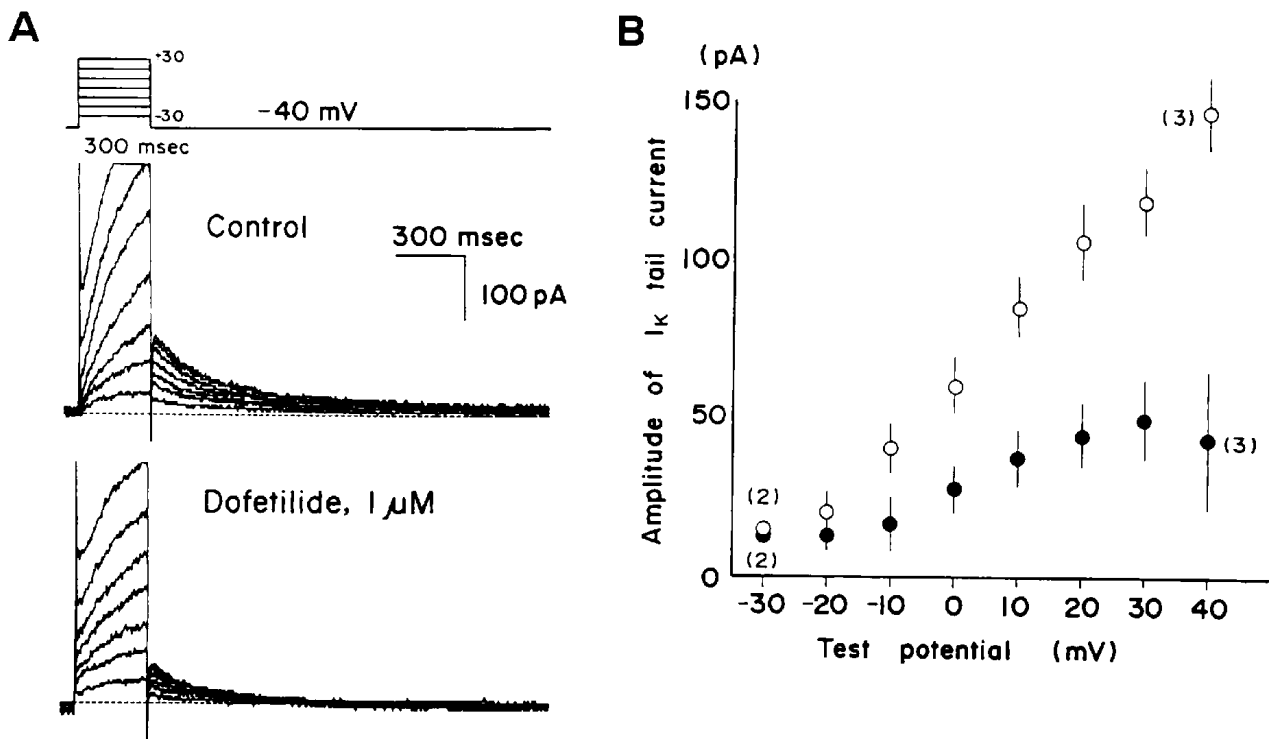 A
+30
-30
-40 mV
300 msec
Control
300 msec
100 pA
Dofetilide, 1 μM
B
(pA)
150
100
50
0
Amplitude of IK tail current
(3)
(3)
(2)
(2)
-30 -20 -10 0 10 20 30 40
Test potential (mV)